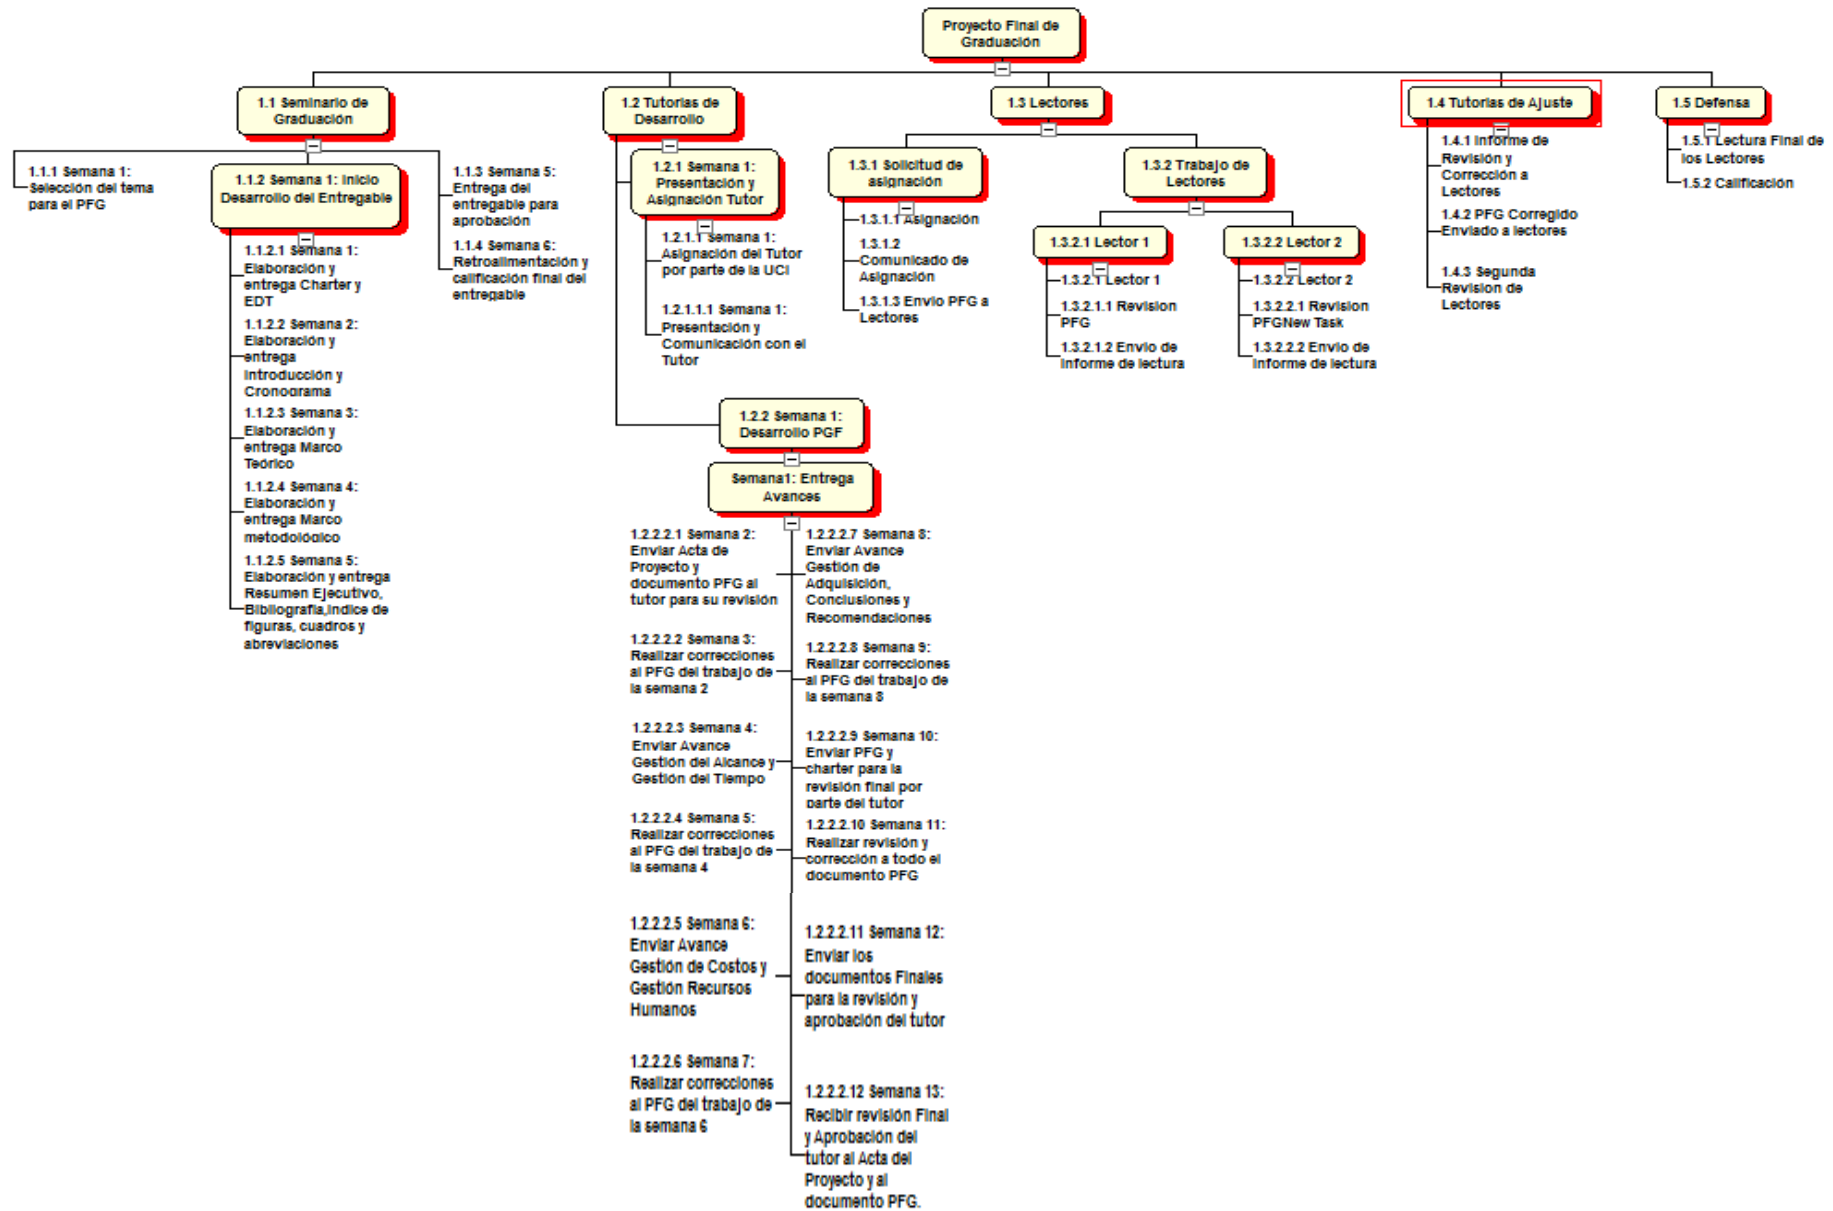 Proyecto Final de
Graduación
1.1 Seminario de
Graduación
1.1.1 Semana 1:
Selección del tema
para el PFG
1.1.2 Semana 1: Inicio
Desarrollo del Entregable
1.1.2.1 Semana 1:
Elaboración y
entrega Charter y
EDT
1.1.2.2 Semana 2:
Elaboración y
entrega
Introducción y
Cronograma
1.1.2.3 Semana 3:
Elaboración y
entrega Marco
Teórico
1.1.2.4 Semana 4:
Elaboración y
entrega Marco
metodológico
1.1.2.5 Semana 5:
Elaboración y entrega
Resumen Ejecutivo,
Bibliografía,indice de
figuras, cuadros y
abreviaciones
1.1.3 Semana 5:
Entrega del
entregable para
aprobación
1.1.4 Semana 6:
Retroalimentación y
calificación final del
entregable
1.2 Tutorias de
Desarrollo
1.2.1 Semana 1:
Presentación y
Asignación Tutor
1.2.1.1 Semana 1:
Asignación del Tutor
por parte de la UCI
1.2.1.1.1 Semana 1:
Presentación y
Comunicación con el
Tutor
1.2.2 Semana 1:
Desarrollo PGF
Semana1: Entrega
Avances
1.2.2.2.1 Semana 2:
Enviar Acta de
Proyecto y
documento PFG al
tutor para su revisión
1.2.2.2.2 Semana 3:
Realizar correcciones
al PFG del trabajo de
la semana 2
1.2.2.2.3 Semana 4:
Enviar Avance
Gestión del Alcance y
Gestión del Tiempo
1.2.2.2.4 Semana 5:
Realizar correcciones
al PFG del trabajo de
la semana 4
1.2.2.2.5 Semana 6:
Enviar Avance
Gestión de Costos y
Gestión Recursos
Humanos
1.2.2.2.6 Semana 7:
Realizar correcciones
al PFG del trabajo de
la semana 6
1.2.2.2.7 Semana 8:
Enviar Avance
Gestión de
Adquisición,
Conclusiones y
Recomendaciones
1.2.2.2.8 Semana 9:
Realizar correcciones
al PFG del trabajo de
la semana 8
1.2.2.2.9 Semana 10:
Enviar PFG y
charter para la
revisión final por
parte del tutor
1.2.2.2.10 Semana 11:
Realizar revisión y
corrección a todo el
documento PFG
1.2.2.2.11 Semana 12:
Enviar los
documentos Finales
para la revisión y
aprobación del tutor
1.2.2.2.12 Semana 13:
Recibir revisión Final
y Aprobación del
tutor al Acta del
Proyecto y al
documento PFG.
1.3 Lectores
1.3.1 Solicitud de
asignación
1.3.1.1 Asignación
1.3.1.2
Comunicado de
Asignación
1.3.1.3 Envio PFG a
Lectores
1.3.2 Trabajo de
Lectores
1.3.2.1 Lector 1
1.3.2.1 Lector 1
1.3.2.1.1 Revision
PFG
1.3.2.1.2 Envio de
informe de lectura
1.3.2.2 Lector 2
1.3.2.2 Lector 2
1.3.2.2.1 Revision
PFGNew Task
1.3.2.2.2 Envio de
informe de lectura
1.4 Tutorias de Ajuste
1.4.1 Informe de
Revisión y
Corrección a
Lectores
1.4.2 PFG Corregido
Enviado a lectores
1.4.3 Segunda
Revision de
Lectores
1.5 Defensa
1.5.1 Lectura Final de
los Lectores
1.5.2 Calificación